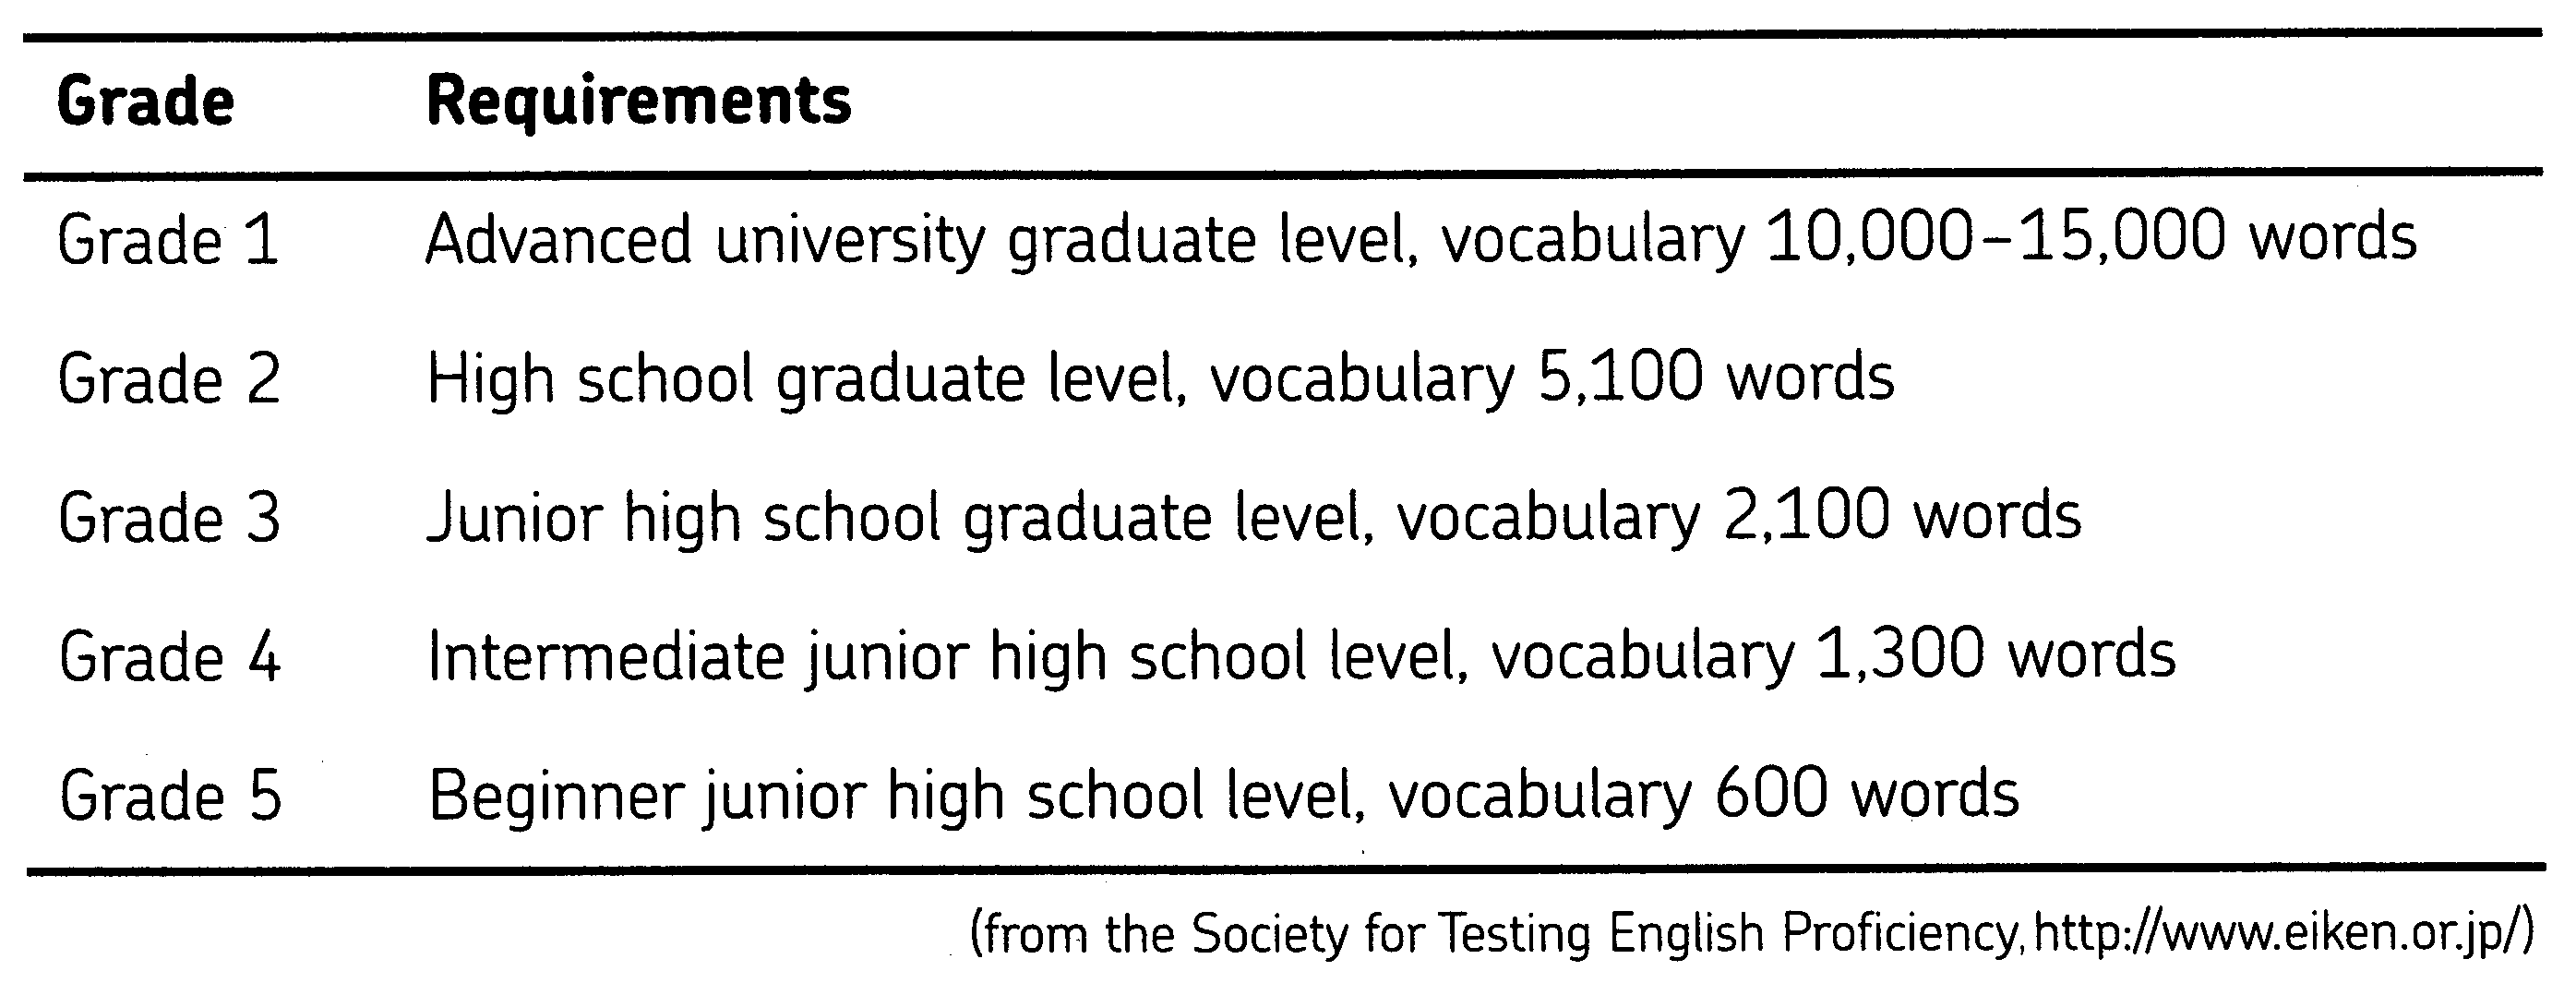 Grade Requirements
Grade 1 Advanced university graduate level, vocabulary 10,000–15,000 words
Grade 2 High school graduate level, vocabulary 5,100 words
Grade 3 Junior high school graduate level, vocabulary 2,100 words
Grade 4 Intermediate junior high school level, vocabulary 1,300 words
Grade 5 Beginner junior high school level, vocabulary 600 words
(from the Society for Testing English Proficiency, http://www.eiken.or.jp/)